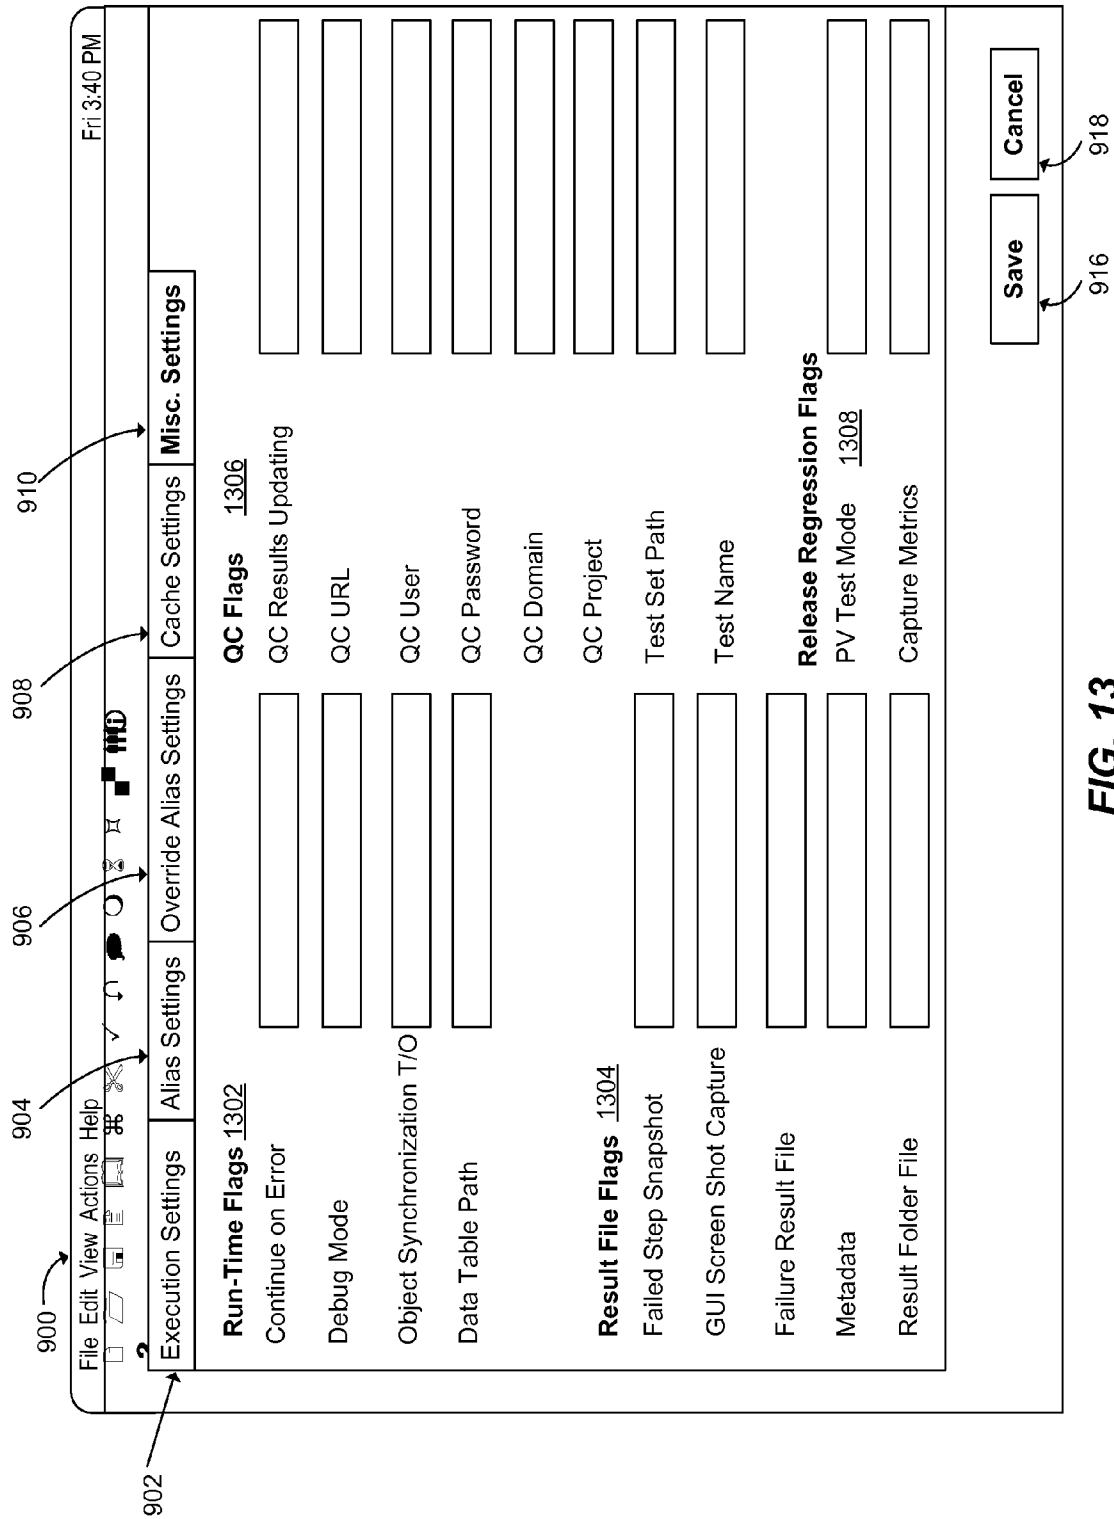 900
Fri 3:40 PM
File Edit View Actions Help
?
902
904
906
908
910
Execution Settings
Alias Settings
Override Alias Settings
Cache Settings
Misc. Settings
Run-Time Flags 1302
Continue on Error
Debug Mode
Object Synchronization T/O
Data Table Path
Result File Flags 1304
Failed Step Snapshot
GUI Screen Shot Capture
Failure Result File
Metadata
Result Folder File
QC Flags 1306
QC Results Updating
QC URL
QC User
QC Password
QC Domain
QC Project
Test Set Path
Test Name
Release Regression Flags
PV Test Mode 1308
Capture Metrics
Save
Cancel
916
918
FIG. 13